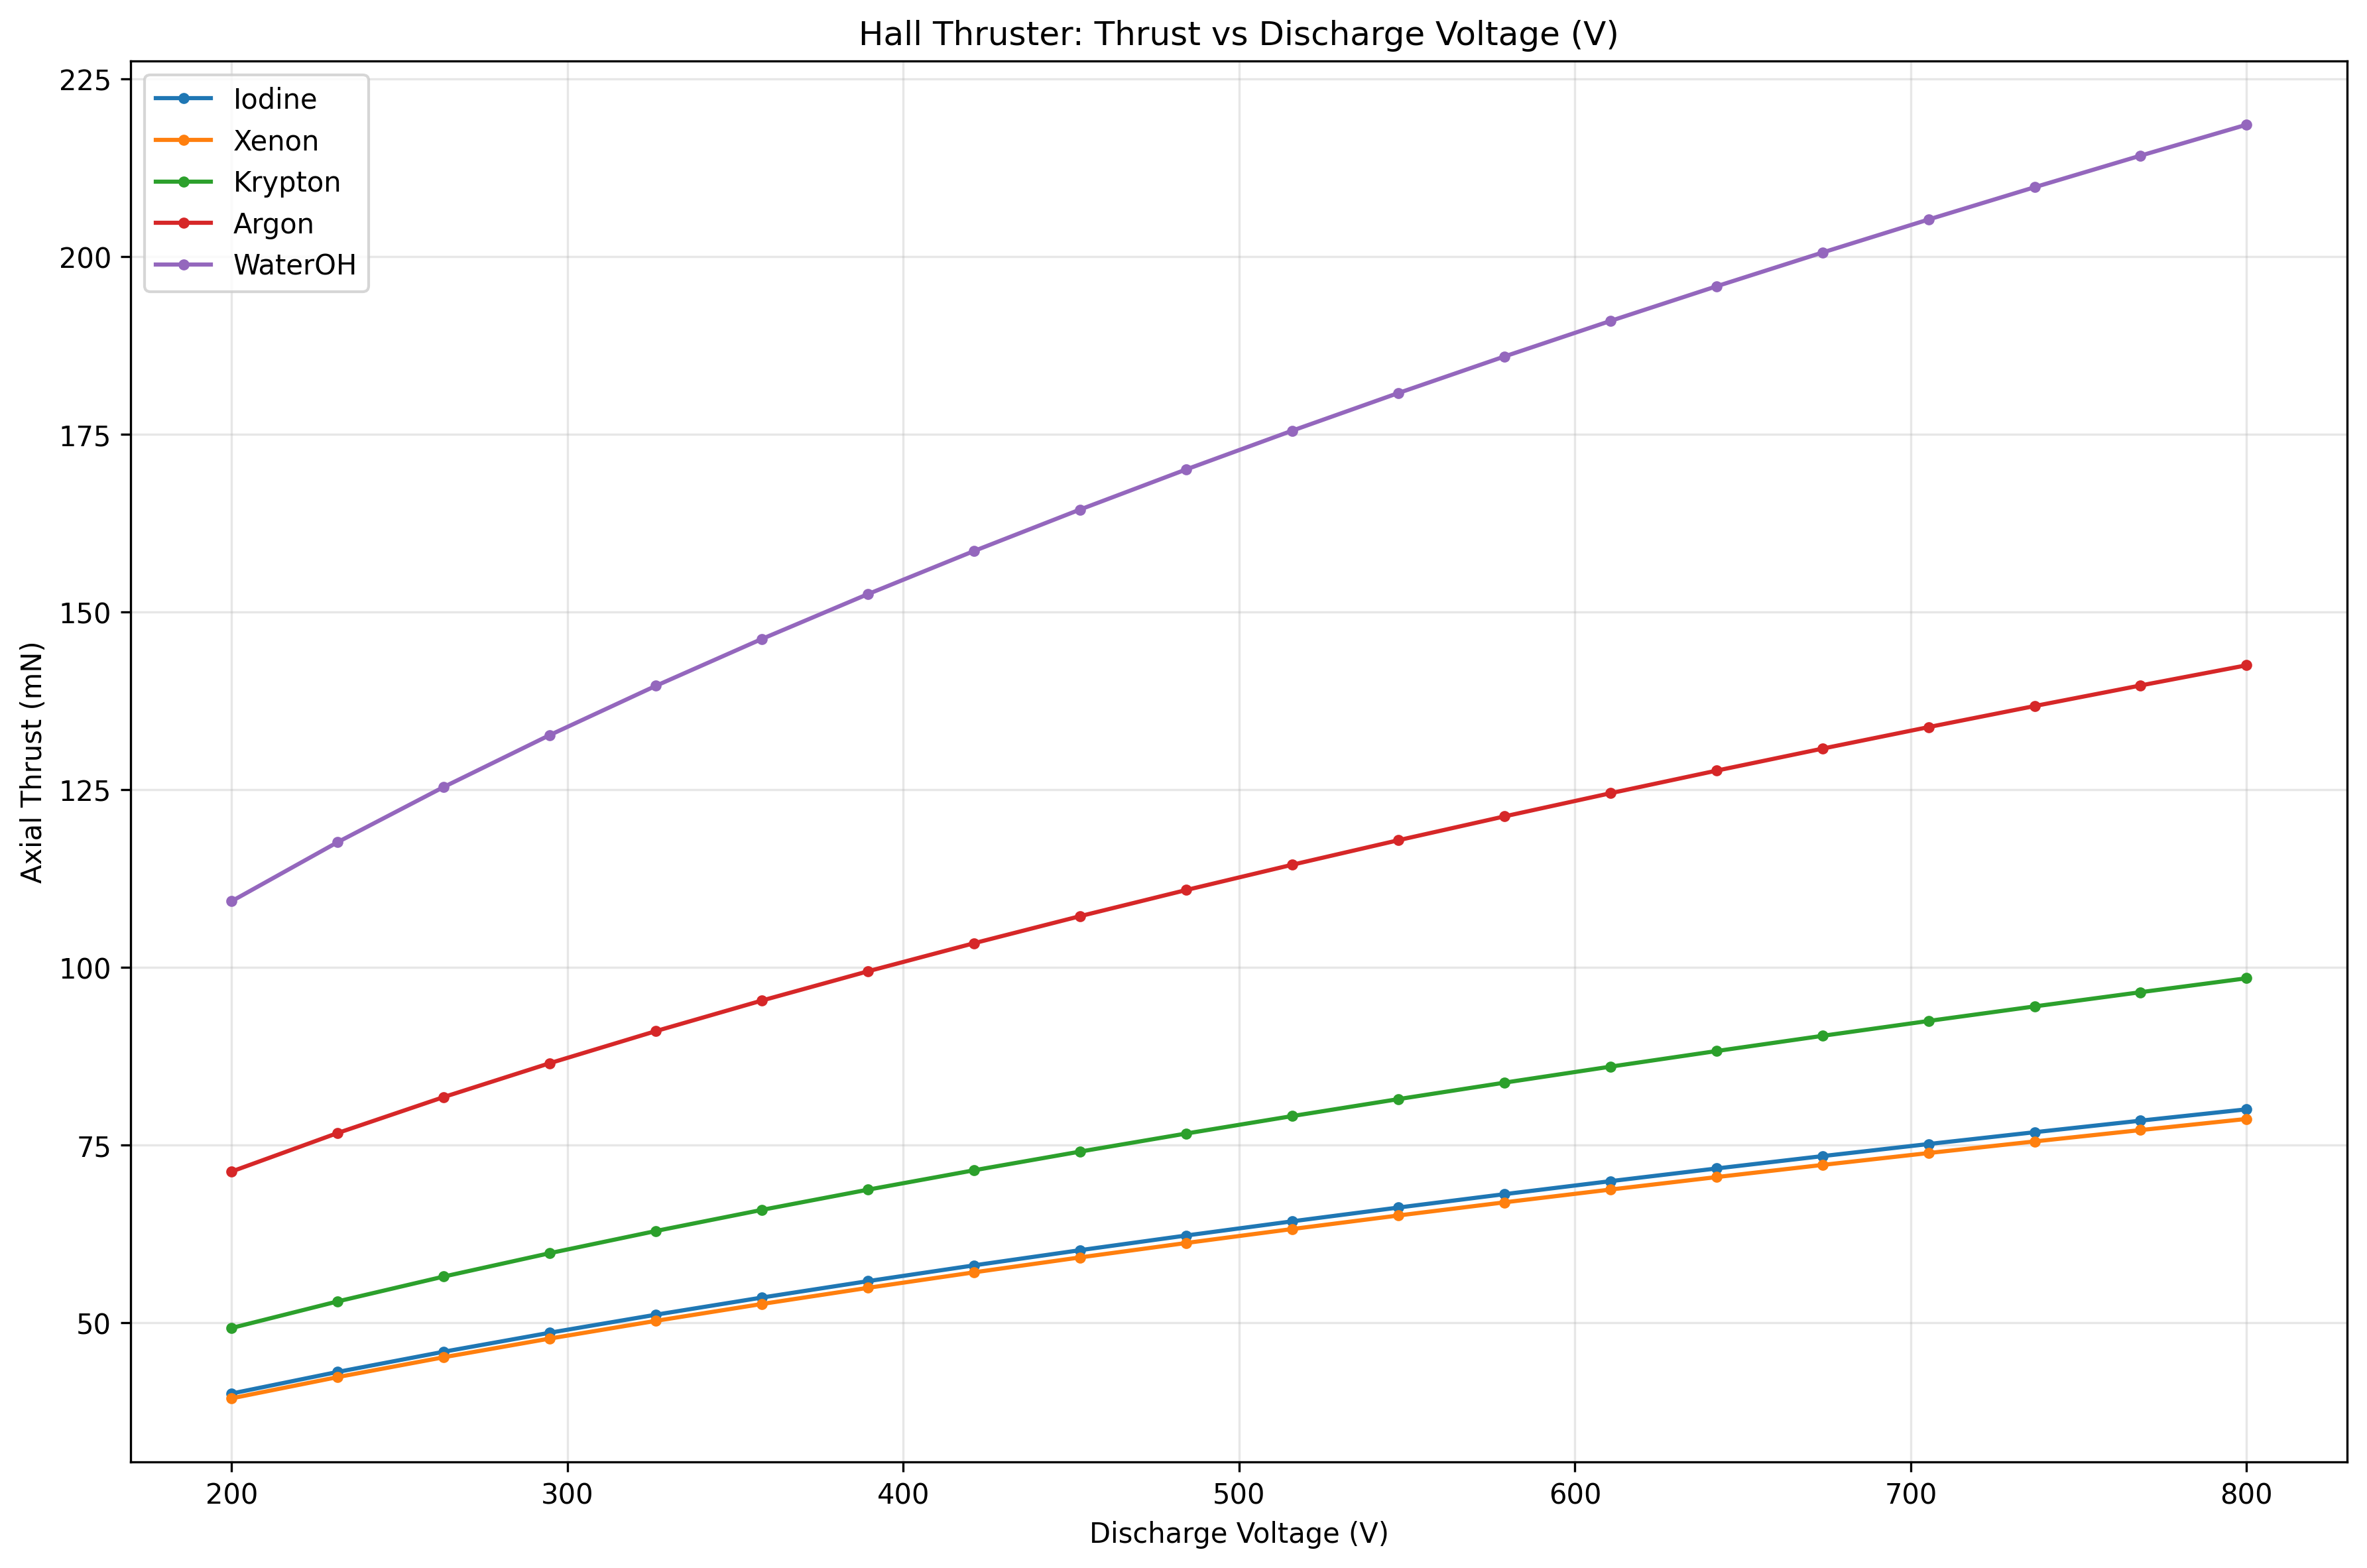 Hall Thruster: Thrust vs Discharge Voltage (V)
Iodine
Xenon
Krypton
Argon
WaterOH
225
200
175
150
125
100
75
50
Axial Thrust (mN)
200 300 400 500 600 700 800
Discharge Voltage (V)